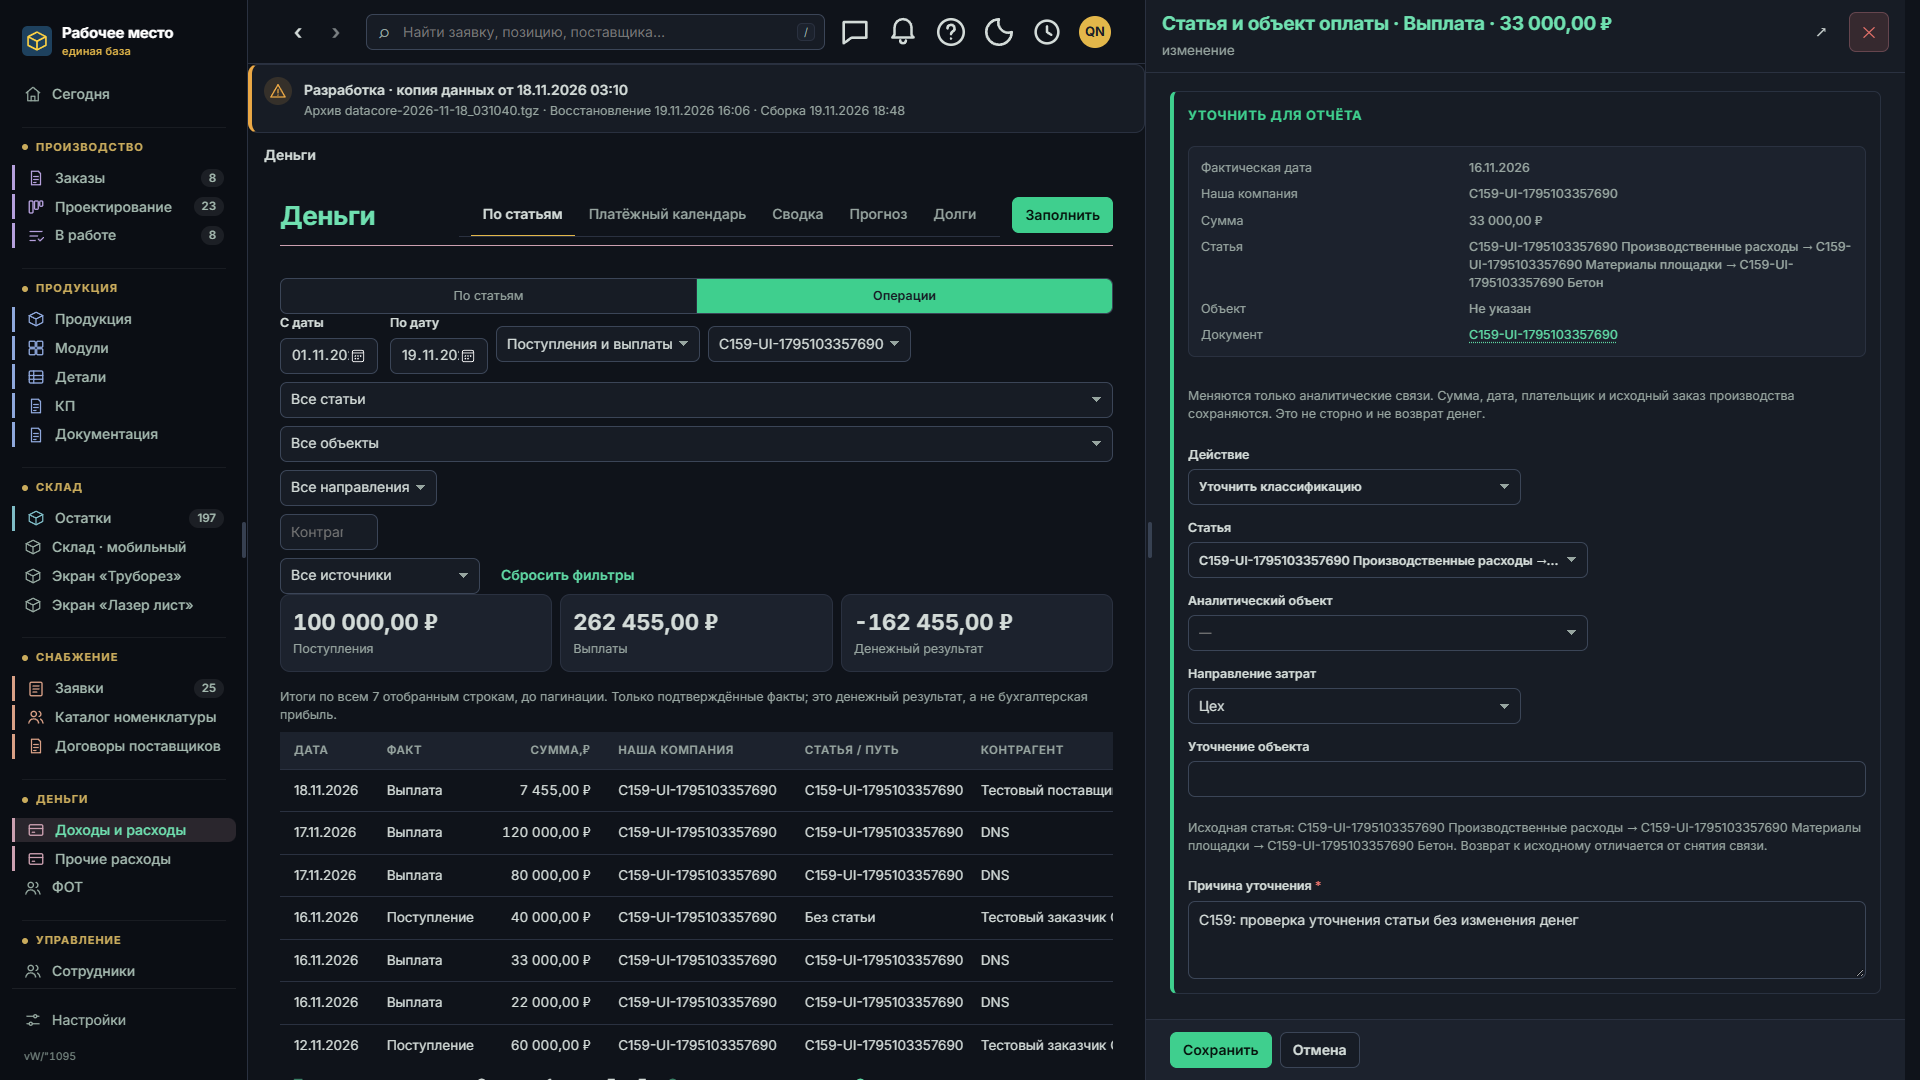 Рабочее место
единая база
Сегодня
ПРОИЗВОДСТВО
Заказы 8
Проектирование 23
В работе 8
ПРОДУКЦИЯ
Продукция
Модули
Детали
КП
Документация
СКЛАД
Остатки 197
Склад · мобильный
Экран «Труборез»
Экран «Лазер лист»
СНАБЖЕНИЕ
Заявки 25
Каталог номенклатуры
Договоры поставщиков
ДЕНЬГИ
Доходы и расходы
Прочие расходы
ФОТ
УПРАВЛЕНИЕ
Сотрудники
Настройки
vW/"1095
Найти заявку, позицию, поставщика... /
QN
Разработка · копия данных от 18.11.2026 03:10
Архив datacore-2026-11-18_031040.tgz · Восстановление 19.11.2026 16:06 · Сборка 19.11.2026 18:48
Деньги
Деньги
По статьям Платёжный календарь Сводка Прогноз Долги
Заполнить
По статьям Операции
С даты По дату
01.11.20 19.11.20 Поступления и выплаты C159-UI-1795103357690
Все статьи
Все объекты
Все направления
Контраг
Все источники Сбросить фильтры
100 000,00 ₽ 262 455,00 ₽ -162 455,00 ₽
Поступления Выплаты Денежный результат
Итоги по всем 7 отобранным строкам, до пагинации. Только подтверждённые факты; это денежный результат, а не бухгалтерская
прибыль.
ДАТА ФАКТ СУММА,₽ НАША КОМПАНИЯ СТАТЬЯ / ПУТЬ КОНТРАГЕНТ
18.11.2026 Выплата 7 455,00 ₽ C159-UI-1795103357690 C159-UI-1795103357690 Тестовый поставщи
17.11.2026 Выплата 120 000,00 ₽ C159-UI-1795103357690 C159-UI-1795103357690 DNS
17.11.2026 Выплата 80 000,00 ₽ C159-UI-1795103357690 C159-UI-1795103357690 DNS
16.11.2026 Поступление 40 000,00 ₽ C159-UI-1795103357690 Без статьи Тестовый заказчик
16.11.2026 Выплата 33 000,00 ₽ C159-UI-1795103357690 C159-UI-1795103357690 DNS
16.11.2026 Выплата 22 000,00 ₽ C159-UI-1795103357690 C159-UI-1795103357690 DNS
12.11.2026 Поступление 60 000,00 ₽ C159-UI-1795103357690 C159-UI-1795103357690 Тестовый заказчик
Статья и объект оплаты · Выплата · 33 000,00 ₽
изменение
УТОЧНИТЬ ДЛЯ ОТЧЁТА
Фактическая дата 16.11.2026
Наша компания C159-UI-1795103357690
Сумма 33 000,00 ₽
Статья C159-UI-1795103357690 Производственные расходы → C159-
UI-1795103357690 Материалы площадки → C159-UI-
1795103357690 Бетон
Объект Не указан
Документ C159-UI-1795103357690
Меняются только аналитические связи. Сумма, дата, плательщик и исходный заказ производства
сохраняются. Это не сторно и не возврат денег.
Действие
Уточнить классификацию
Статья
C159-UI-1795103357690 Производственные расходы →...
Аналитический объект
—
Направление затрат
Цех
Уточнение объекта
Исходная статья: C159-UI-1795103357690 Производственные расходы → C159-UI-1795103357690 Материалы
площадки → C159-UI-1795103357690 Бетон. Возврат к исходному отличается от снятия связи.
Причина уточнения *
C159: проверка уточнения статьи без изменения денег
Сохранить Отмена